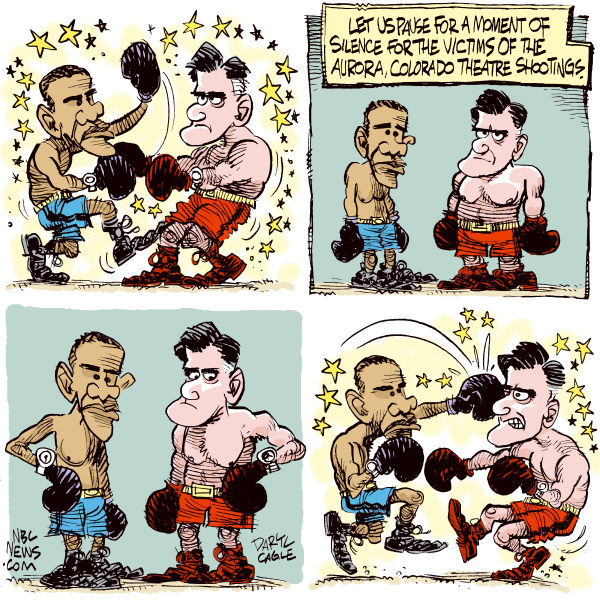 LET US PAUSE FOR A MOMENT OF
SILENCE FOR THE VICTIMS OF THE
AURORA, COLORADO THEATRE SHOOTINGS.
NBC
NEWS.
COM
DARYL
CAGLE